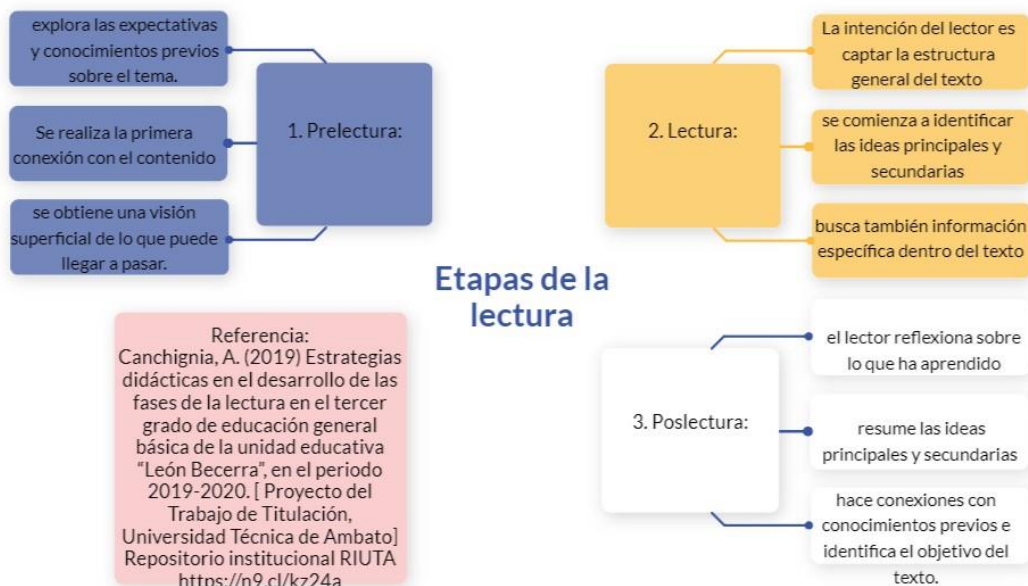 explora las expectativas
y conocimientos previos
sobre el tema.
Se realiza la primera
conexión con el contenido
se obtiene una visión
superficial de lo que puede
llegar a pasar.
1. Prelectura:
2. Lectura:
La intención del lector es
captar la estructura
general del texto
se comienza a identificar
las ideas principales y
secundarias
busca también información
específica dentro del texto
Etapas de la
lectura
Referencia:
Canchignia, A. (2019) Estrategias
didácticas en el desarrollo de las
fases de la lectura en el tercer
grado de educación general
básica de la unidad educativa
“León Becerra”, en el periodo
2019-2020. [ Proyecto del
Trabajo de Titulación,
Universidad Técnica de Ambato]
Repositorio institucional RIUTA
https://n9.cl/kz24a
3. Poslectura:
el lector reflexiona sobre
lo que ha aprendido
resume las ideas
principales y secundarias
hace conexiones con
conocimientos previos e
identifica el objetivo del
texto.